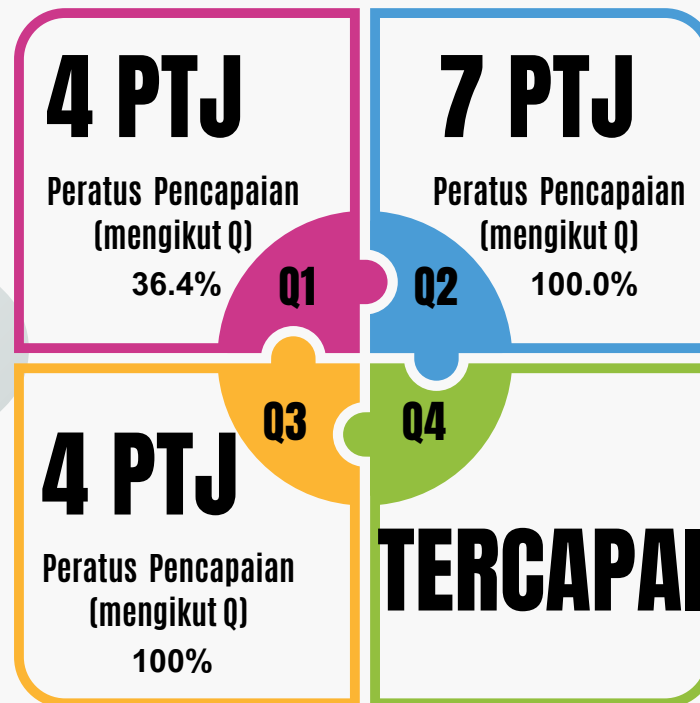 4 PTJ
Peratus Pencapaian
(mengikut Q)
36.4%
Q1
7 PTJ
Peratus Pencapaian
(mengikut Q)
100.0%
Q2
Q3
4 PTJ
Peratus Pencapaian
(mengikut Q)
100%
Q4
TERCAPAI